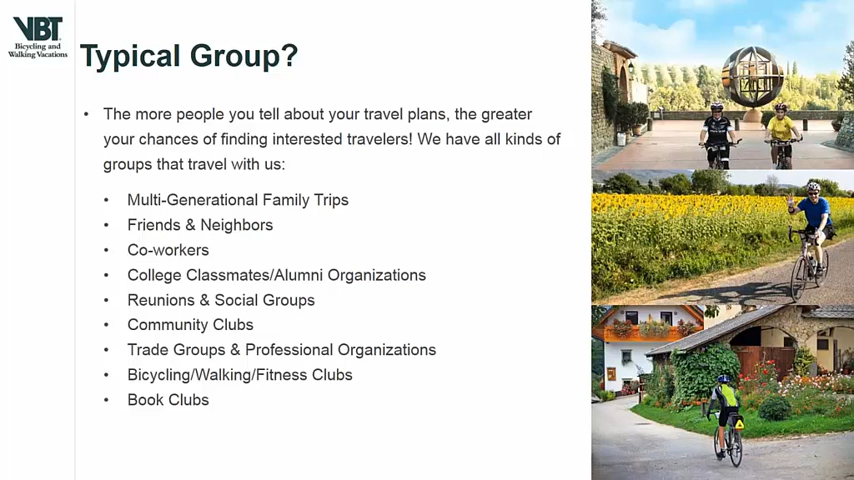 VBT
Bicycling and
Walking Vacations
Typical Group?
• The more people you tell about your travel plans, the greater
your chances of finding interested travelers! We have all kinds of
groups that travel with us:
• Multi-Generational Family Trips
• Friends & Neighbors
• Co-workers
• College Classmates/Alumni Organizations
• Reunions & Social Groups
• Community Clubs
• Trade Groups & Professional Organizations
• Bicycling/Walking/Fitness Clubs
• Book Clubs